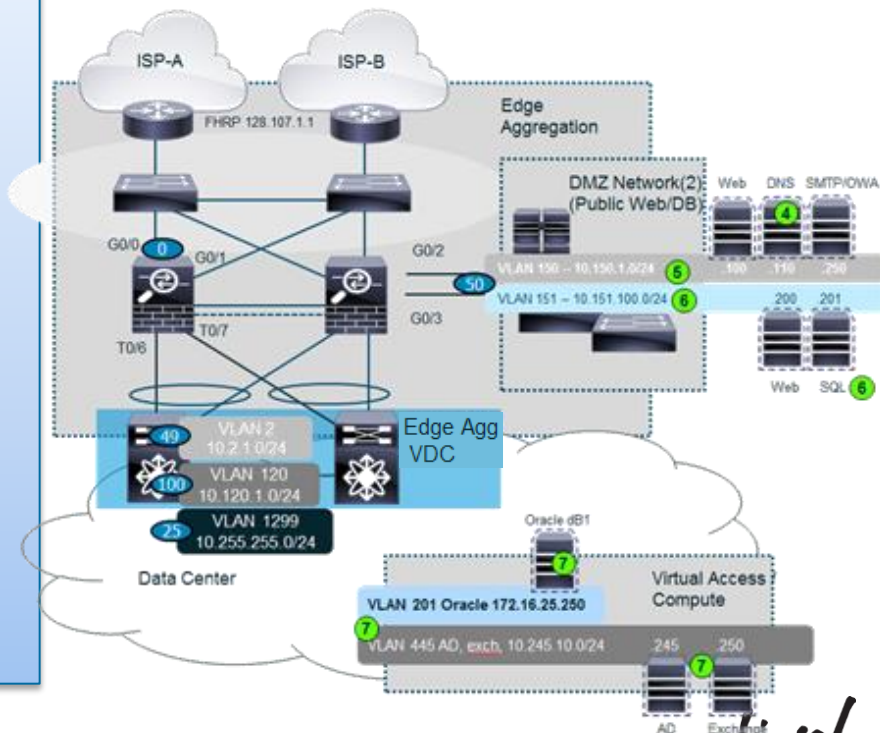 ISP-A
ISP-B
FHRP 128.107.1.1
Edge
Aggregation
DMZ Network(2)
(Public Web/DB)
Web DNS SMTP/OWA
4
G0/0
0
G0/1
G0/2
VLAN 150 – 10.150.1.0/24
5
.100 .110 .250
50
VLAN 151 – 10.151.100.0/24
6
200 .201
G0/3
T0/7
T0/6
Web SQL
6
49
VLAN 2
10.2.1.0/24
Edge Agg
VDC
100
VLAN 120
10.120.1.0/24
25
VLAN 1299
10.255.255.0/24
Data Center
Oracle dB1
7
Virtual Access
Compute
VLAN 201 Oracle 172.16.25.250
7
VLAN 445 AD, exch, 10.245 10.0/24
.245 .250
7
AD Exchange